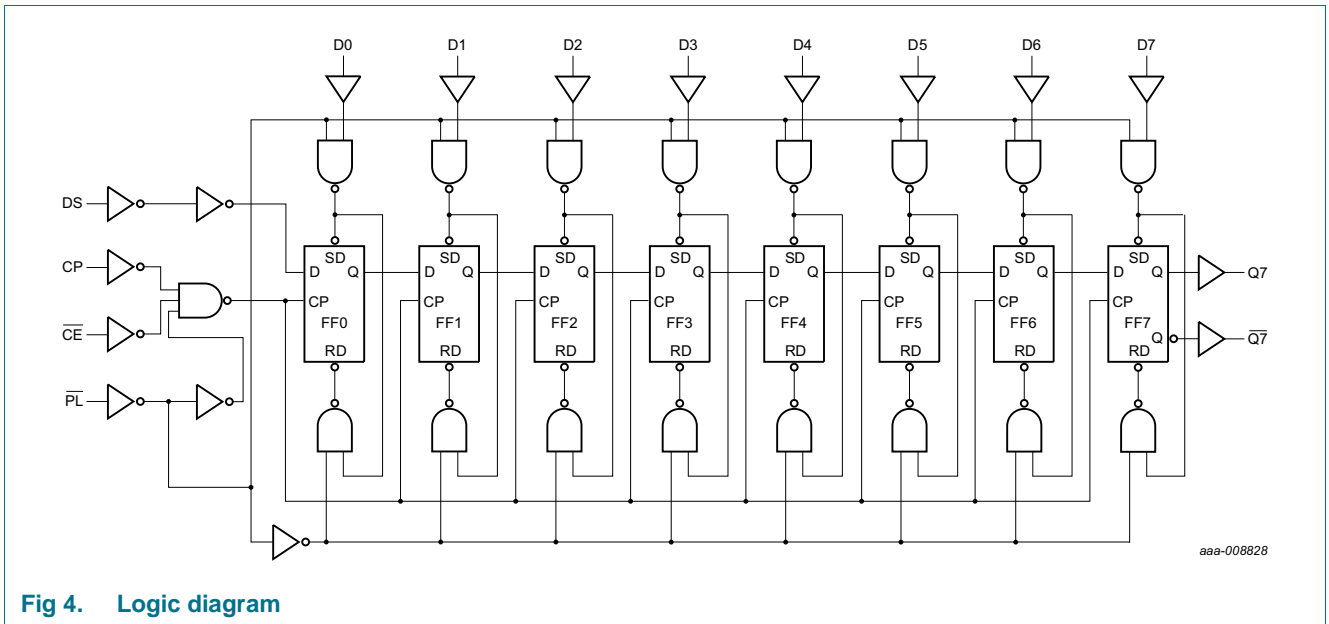 D0 D1 D2 D3 D4 D5 D6 D7
DS
SD SD SD SD SD SD SD SD
CP
D Q D Q D Q D Q D Q D Q D Q D Q Q7
CP CP CP CP CP CP CP CP
FF0 FF1 FF2 FF3 FF4 FF5 FF6 FF7
CE
Q Q7
RD RD RD RD RD RD RD RD
PL
aaa-008828
Fig 4. Logic diagram